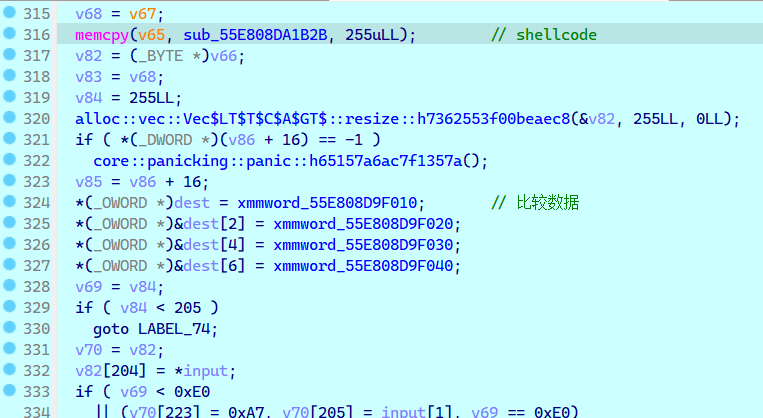 315 v68 = v67;
316 memcpy(v65, sub_55E808DA1B2B, 255uLL); // shellcode
317 v82 = (_BYTE *)v66;
318 v83 = v68;
319 v84 = 255LL;
320 alloc::vec::Vec$LT$T$C$A$GT$::resize::h7362553f00beaec8(&v82, 255LL, 0LL);
321 if ( *(_DWORD *)(v86 + 16) == -1 )
322 core::panicking::panic::h65157a6ac7f1357a();
323 v85 = v86 + 16;
324 *(_OWORD *)dest = xmmword_55E808D9F010; // 比较数据
325 *(_OWORD *)&dest[2] = xmmword_55E808D9F020;
326 *(_OWORD *)&dest[4] = xmmword_55E808D9F030;
327 *(_OWORD *)&dest[6] = xmmword_55E808D9F040;
328 v69 = v84;
329 if ( v84 < 205 )
330 goto LABEL_74;
331 v70 = v82;
332 v82[204] = *input;
333 if ( v69 < 0xE0
334 || (v70[223] = 0xA7, v70[205] = input[1], v69 == 0xE0)